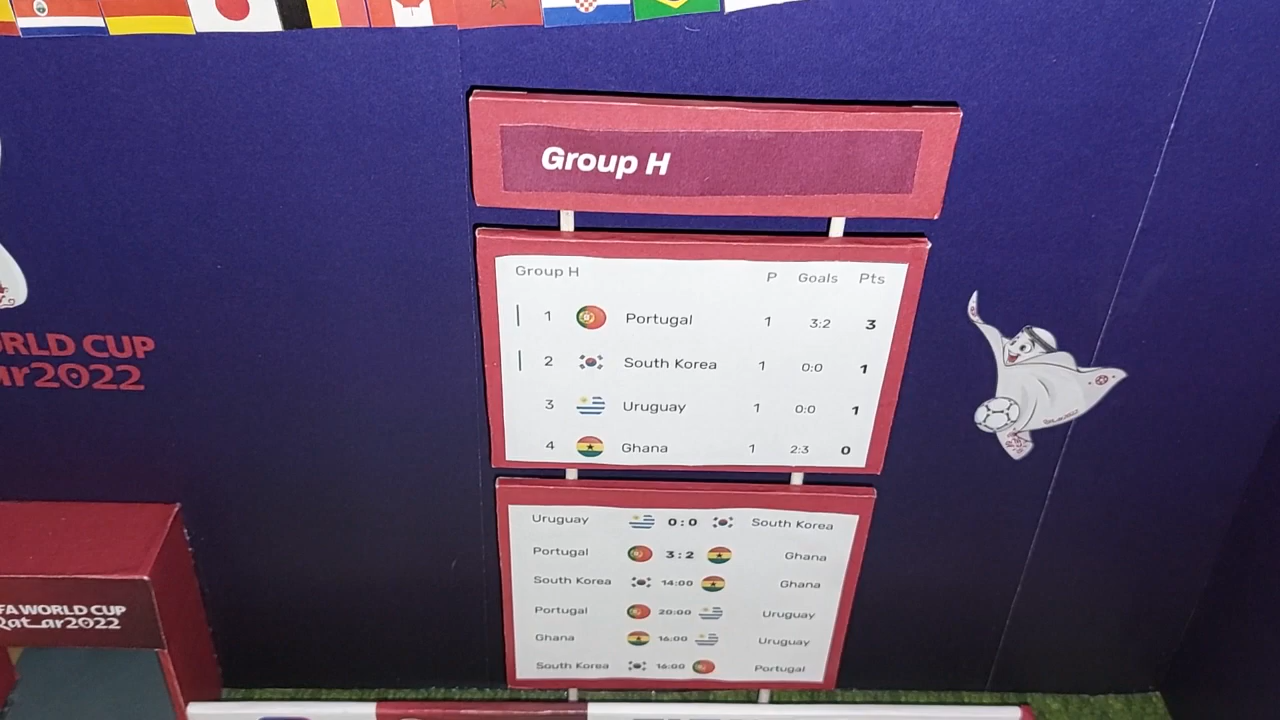 Group H
Group H P Goals Pts
1 Portugal 1 3:2 3
2 South Korea 1 0:0 1
3 Uruguay 1 0:0 1
4 Ghana 1 2:3 0
Uruguay 0:0 South Korea
Portugal 3:2 Ghana
South Korea 14:00 Ghana
Portugal 20:00 Uruguay
Ghana 16:00 Uruguay
South Korea 16:00 Portugal
RLD CUP
ar2022
FA WORLD CUP
Qatar2022